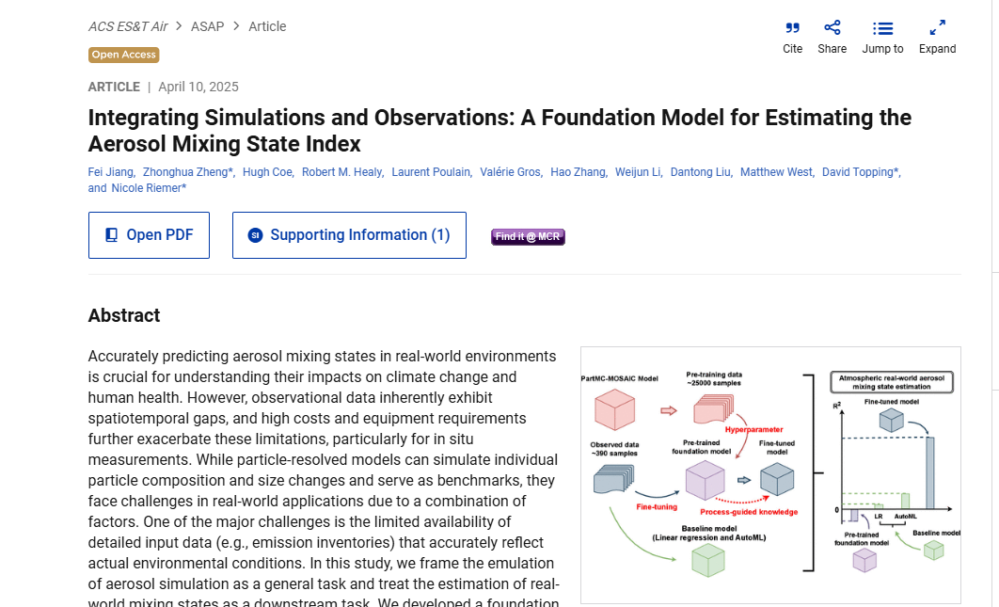 ACS ES&T Air > ASAP > Article
Cite Share Jump to Expand
Open Access
ARTICLE | April 10, 2025
Integrating Simulations and Observations: A Foundation Model for Estimating the
Aerosol Mixing State Index
Fei Jiang, Zhonghua Zheng*, Hugh Coe, Robert M. Healy, Laurent Poulain, Valérie Gros, Hao Zhang, Weijun Li, Dantong Liu, Matthew West, David Topping*,
and Nicole Riemer*
Open PDF
SI Supporting Information (1)
Find it @ MCR
Abstract
Accurately predicting aerosol mixing states in real-world environments
is crucial for understanding their impacts on climate change and
human health. However, observational data inherently exhibit
spatiotemporal gaps, and high costs and equipment requirements
further exacerbate these limitations, particularly for in situ
measurements. While particle-resolved models can simulate individual
particle composition and size changes and serve as benchmarks, they
face challenges in real-world applications due to a combination of
factors. One of the major challenges is the limited availability of
detailed input data (e.g., emission inventories) that accurately reflect
actual environmental conditions. In this study, we frame the emulation
of aerosol simulation as a general task and treat the estimation of real-
world mixing states as a downstream task. We developed a foundation
PartMC-MOSAIC Model
Pre-training data
~25000 samples
Hyperparameter
Observed data
~390 samples
Pre-trained
foundation model
Fine-tuned
model
Fine-tuning
Process-guided knowledge
Baseline model
(Linear regression and AutoML)
Atmospheric real-world aerosol
mixing state estimation
R²
Fine-tuned model
0
LR AutoML
Pre-trained
foundation model
Baseline model